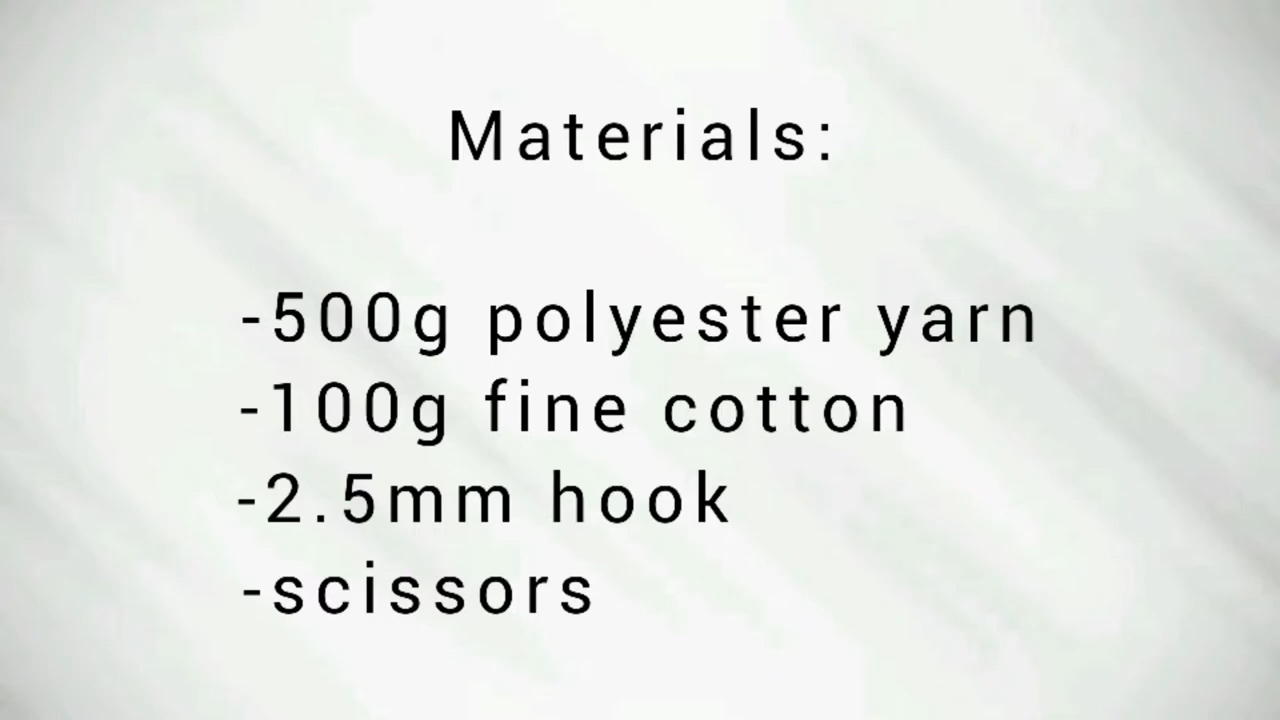 Materials:
-500g polyester yarn
-100g fine cotton
-2.5mm hook
-scissors